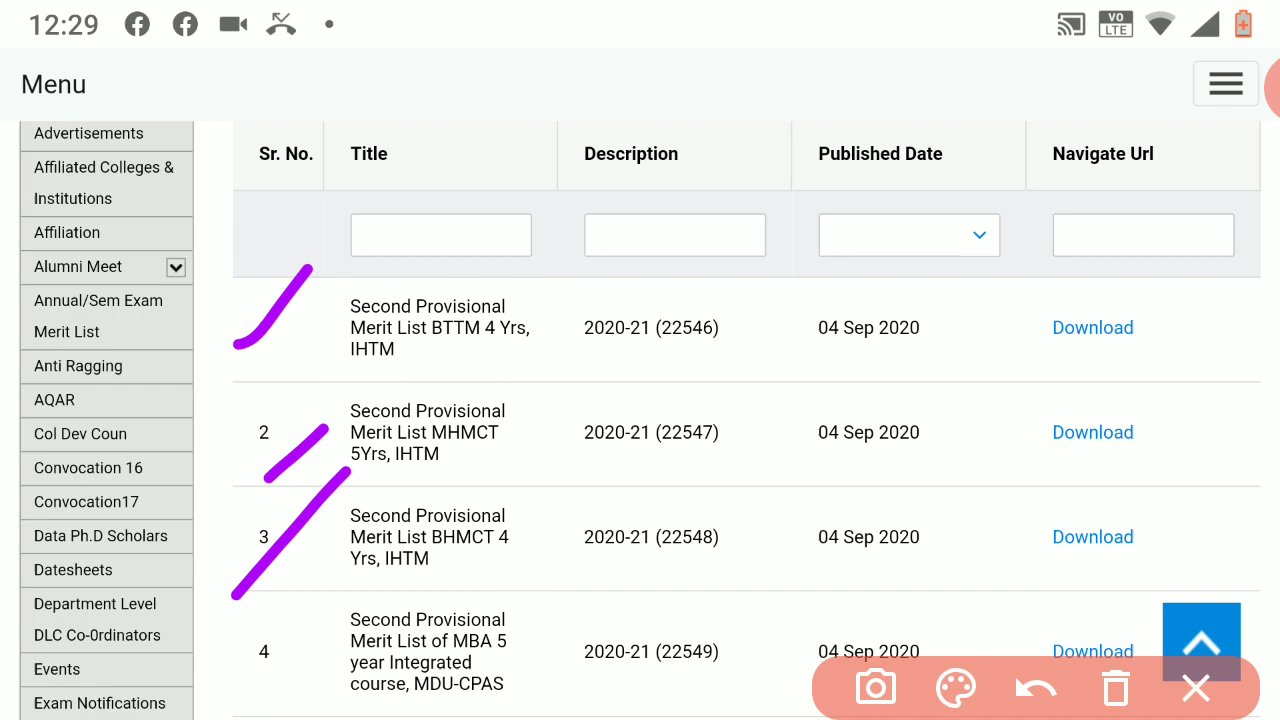 12:29
VO
LTE
Menu
Advertisements
Affiliated Colleges &
Institutions
Affiliation
Alumni Meet
Annual/Sem Exam
Merit List
Anti Ragging
AQAR
Col Dev Coun
Convocation 16
Convocation17
Data Ph.D Scholars
Datesheets
Department Level
DLC Co-0rdinators
Events
Exam Notifications
Sr. No. Title Description Published Date Navigate Url
Second Provisional
Merit List BTTM 4 Yrs,
IHTM
2020-21 (22546) 04 Sep 2020 Download
2
Second Provisional
Merit List MHMCT
5Yrs, IHTM
2020-21 (22547) 04 Sep 2020 Download
3
Second Provisional
Merit List BHMCT 4
Yrs, IHTM
2020-21 (22548) 04 Sep 2020 Download
4
Second Provisional
Merit List of MBA 5
year Integrated
course, MDU-CPAS
2020-21 (22549) 04 Sep 2020 Download